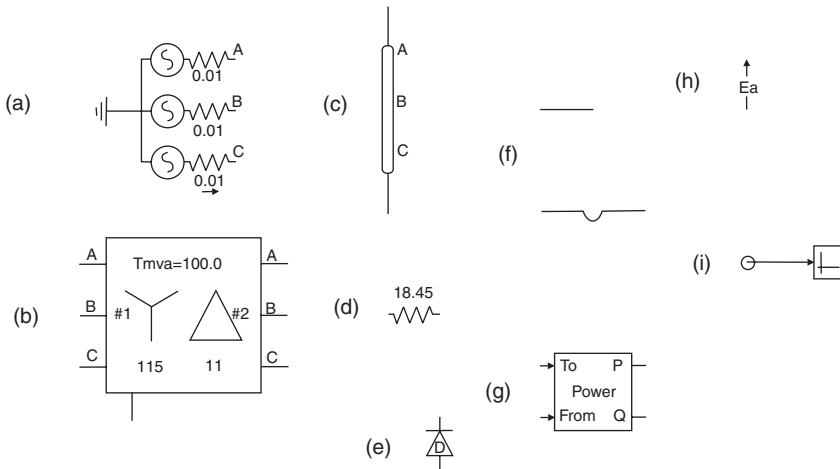 (a)
A
0.01
B
0.01
C
0.01
(b)
A
B
C
Tmva=100.0
#1
#2
115
11
A
B
C
(c)
A
B
C
(d)
18.45
(e)
D
(f)
(g)
To P
Power
From Q
(h)
Ea
(i)